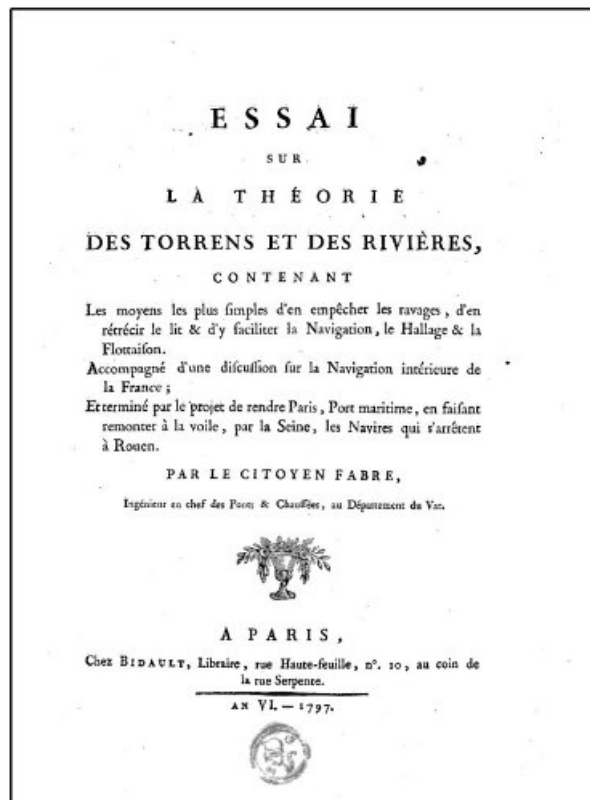 ESSAI
SUR
LA THÉORIE
DES TORRENS ET DES RIVIÈRES,
CONTENANT
Les moyens les plus ſimples d'en empêcher les ravages, d'en
rétrécir le lit & d'y faciliter la Navigation, le Hallage & la
Flottaiſon.
Accompagné d'une diſcuſſion ſur la Navigation intérieure de
la France ;
Et terminé par le projet de rendre Paris, Port maritime, en faiſant
remonter à la voile, par la Seine, les Navires qui s'arrêtent
à Rouen.
PAR LE CITOYEN FABRE,
Ingénieur en chef des Ponts & Chauſſées, au Département du Var.
A PARIS,
Chez BIDAULT, Libraire, rue Haute-feuille, n°. 10, au coin de
la rue Serpente.
AN VI. — 1797.